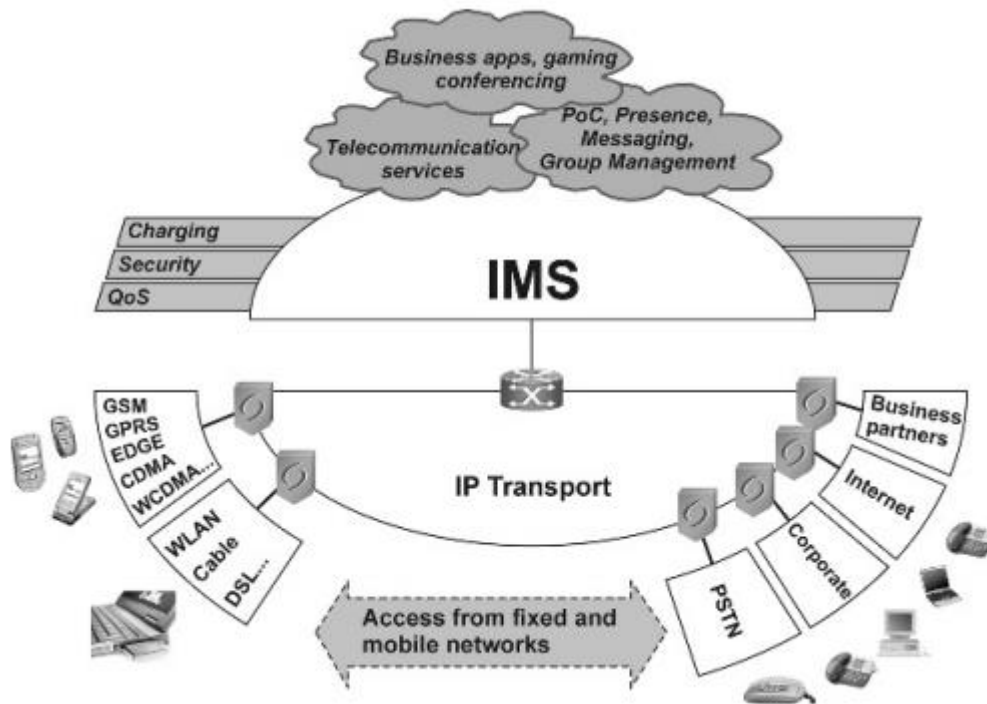 Business apps, gaming
conferencing
PoC, Presence,
Messaging,
Group Management
Telecommunication
services
Charging
Security
QoS
IMS
GSM
GPRS
EDGE
CDMA
WCDMA...
WLAN
Cable
DSL...
IP Transport
Business
partners
Internet
Corporate
PSTN
Access from fixed and
mobile networks